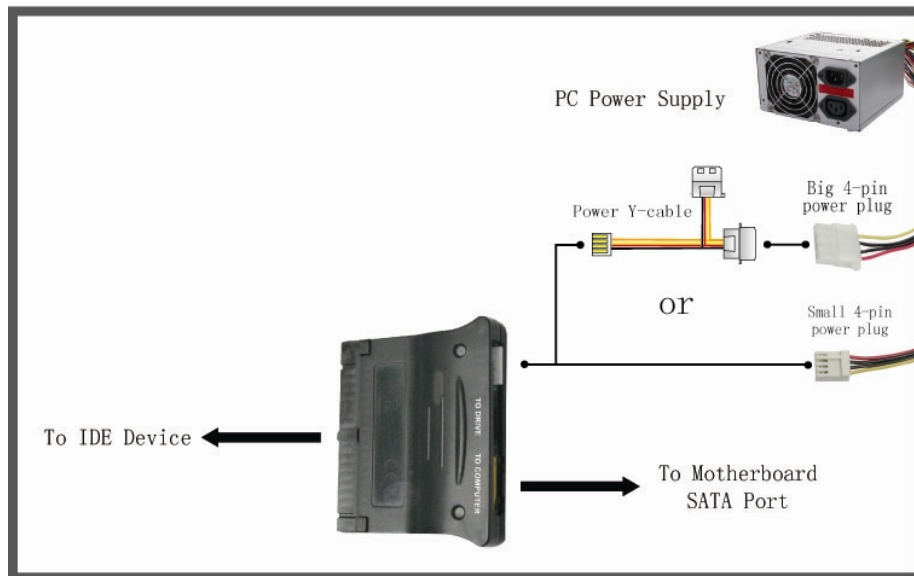 PC Power Supply
Power Y-cable
Big 4-pin
power plug
or
Small 4-pin
power plug
TO DRIVE
TO COMPUTER
To IDE Device
To Motherboard
SATA Port